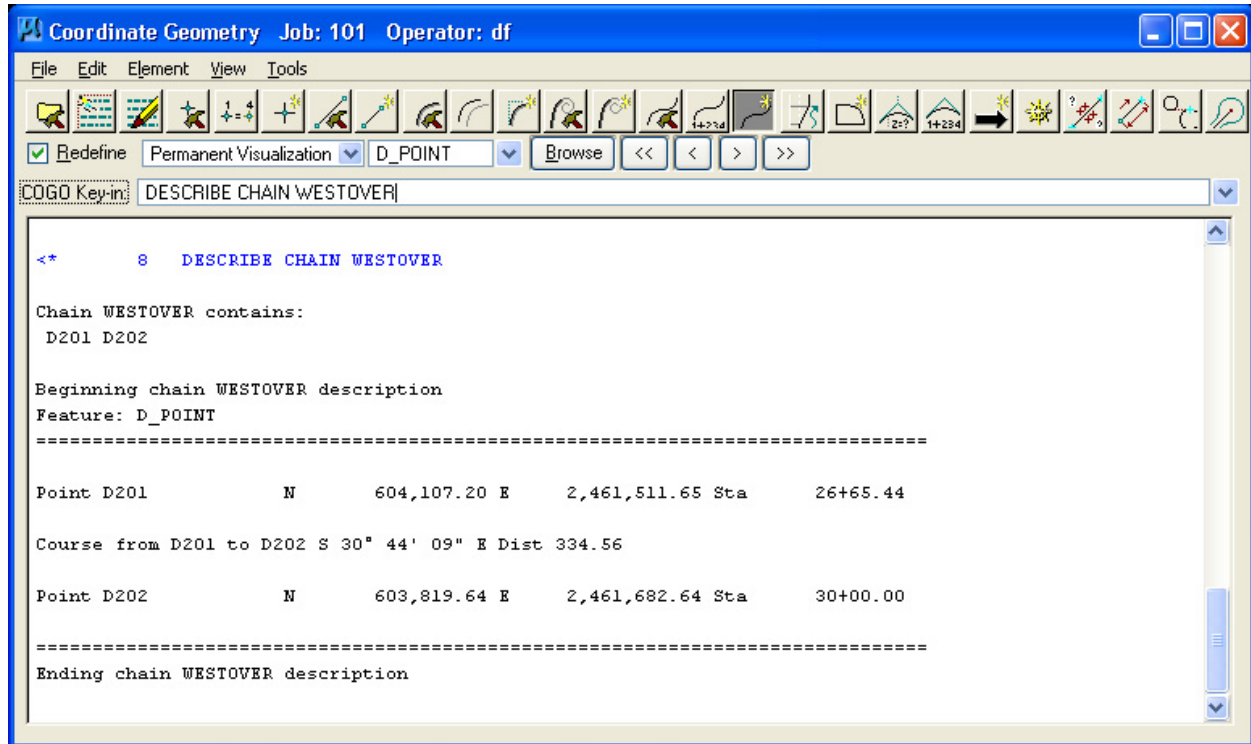 Coordinate Geometry Job: 101 Operator: df
File Edit Element View Tools
Redefine Permanent Visualization D_POINT Browse << < > >>
COGO Key-in: DESCRIBE CHAIN WESTOVER
<* 8 DESCRIBE CHAIN WESTOVER
Chain WESTOVER contains:
D201 D202
Beginning chain WESTOVER description
Feature: D_POINT
==============================================================================
Point D201 N 604,107.20 E 2,461,511.65 Sta 26+65.44
Course from D201 to D202 S 30° 44' 09" E Dist 334.56
Point D202 N 603,819.64 E 2,461,682.64 Sta 30+00.00
==============================================================================
Ending chain WESTOVER description